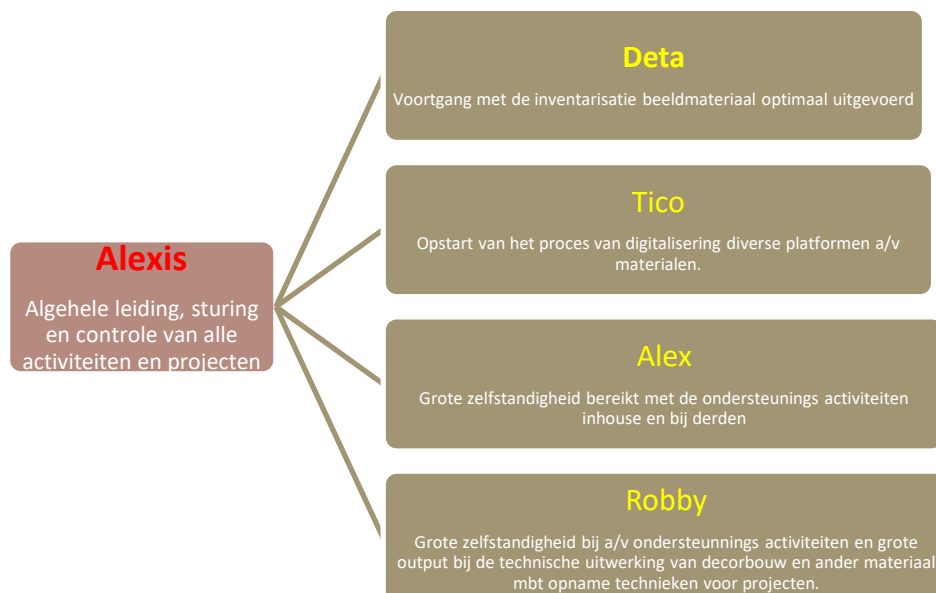 Alexis
Algehele leiding, sturing
en controle van alle
activiteiten en projecten
Deta
Voortgang met de inventarisatie beeldmateriaal optimaal uitgevoerd
Tico
Opstart van het proces van digitalisering diverse platformen a/v
materialen.
Alex
Grote zelfstandigheid bereikt met de ondersteunings activiteiten
inhouse en bij derden
Robby
Grote zelfstandigheid bij a/v ondersteunnings activiteiten en grote
output bij de technische uitwerking van decorbouw en ander materiaal
mbt opname technieken voor projecten.